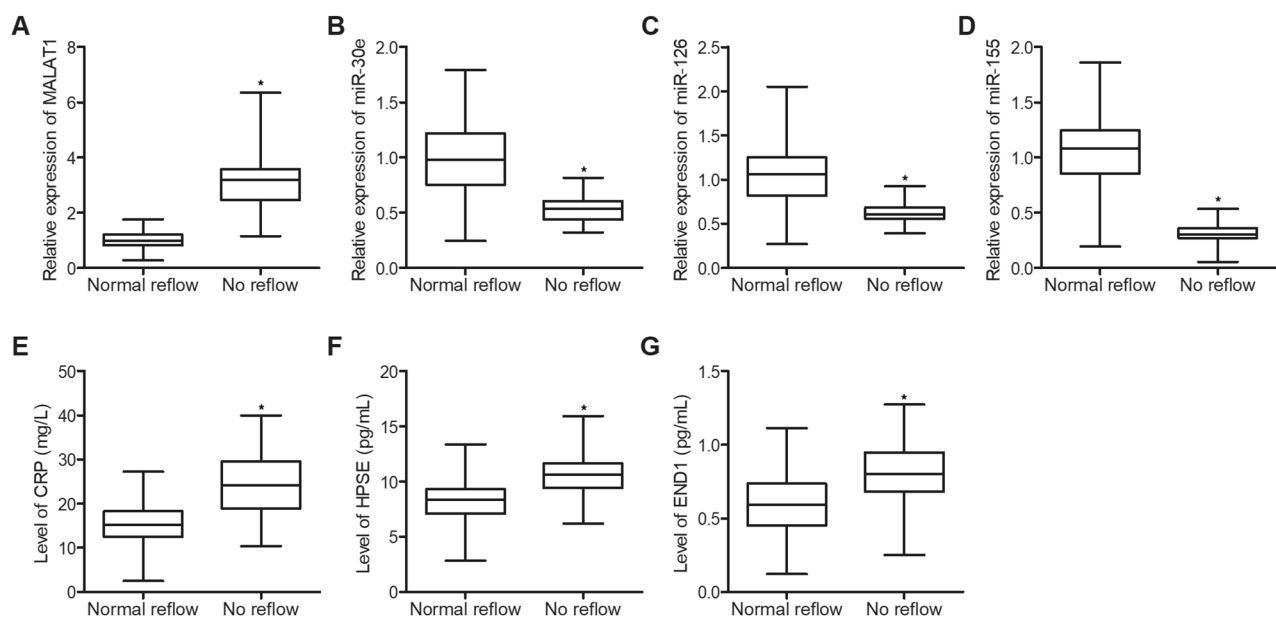 A
Relative expression of MALAT1
8
6
4
2
0
*
Normal reflow
No reflow
B
Relative expression of miR-30e
2.0
1.5
1.0
0.5
0.0
*
Normal reflow
No reflow
C
Relative expression of miR-126
2.5
2.0
1.5
1.0
0.5
0.0
*
Normal reflow
No reflow
D
Relative expression of miR-155
2.0
1.5
1.0
0.5
0.0
*
Normal reflow
No reflow
E
Level of CRP (mg/L)
50
40
30
20
10
0
*
Normal reflow
No reflow
F
Level of HPSE (pg/mL)
20
15
10
5
0
*
Normal reflow
No reflow
G
Level of END1 (pg/mL)
1.5
1.0
0.5
0.0
*
Normal reflow
No reflow